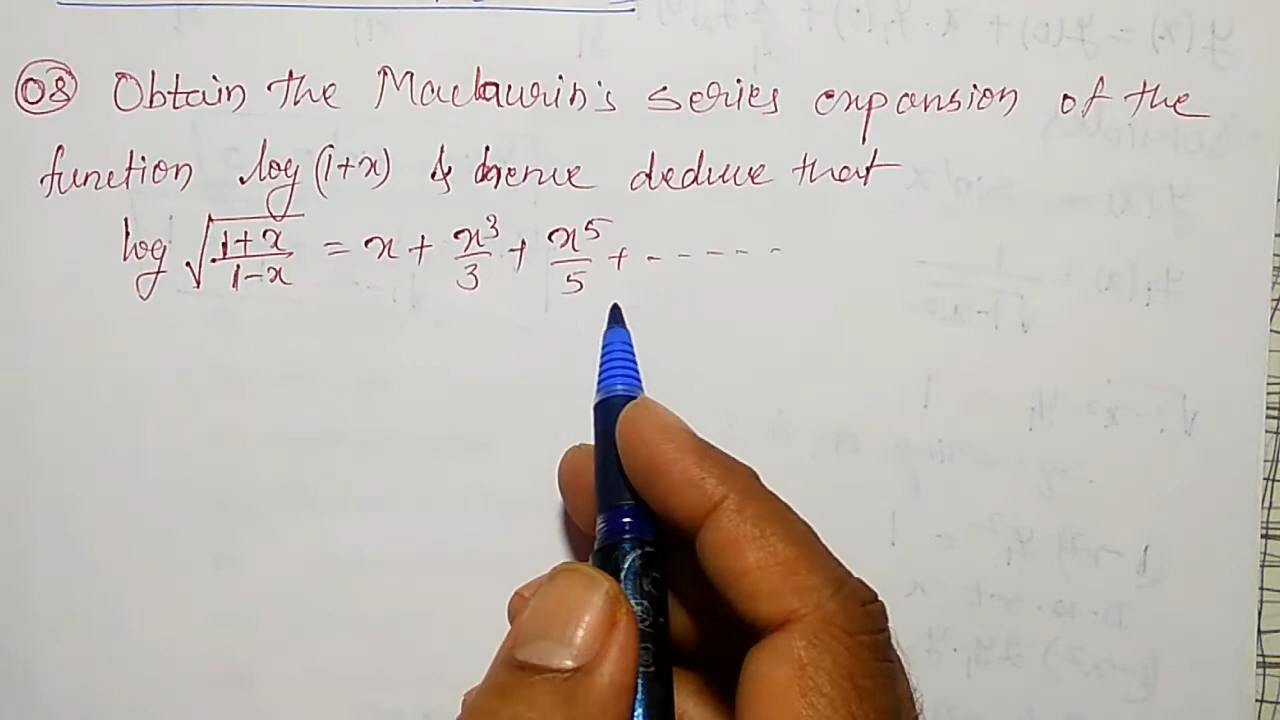 08 Obtain the Maclaurin's series expansion of the
function log (1+x) & hence deduce that
log √((1+x)/(1-x)) = x + x³/3 + x⁵/5 + - - - - -